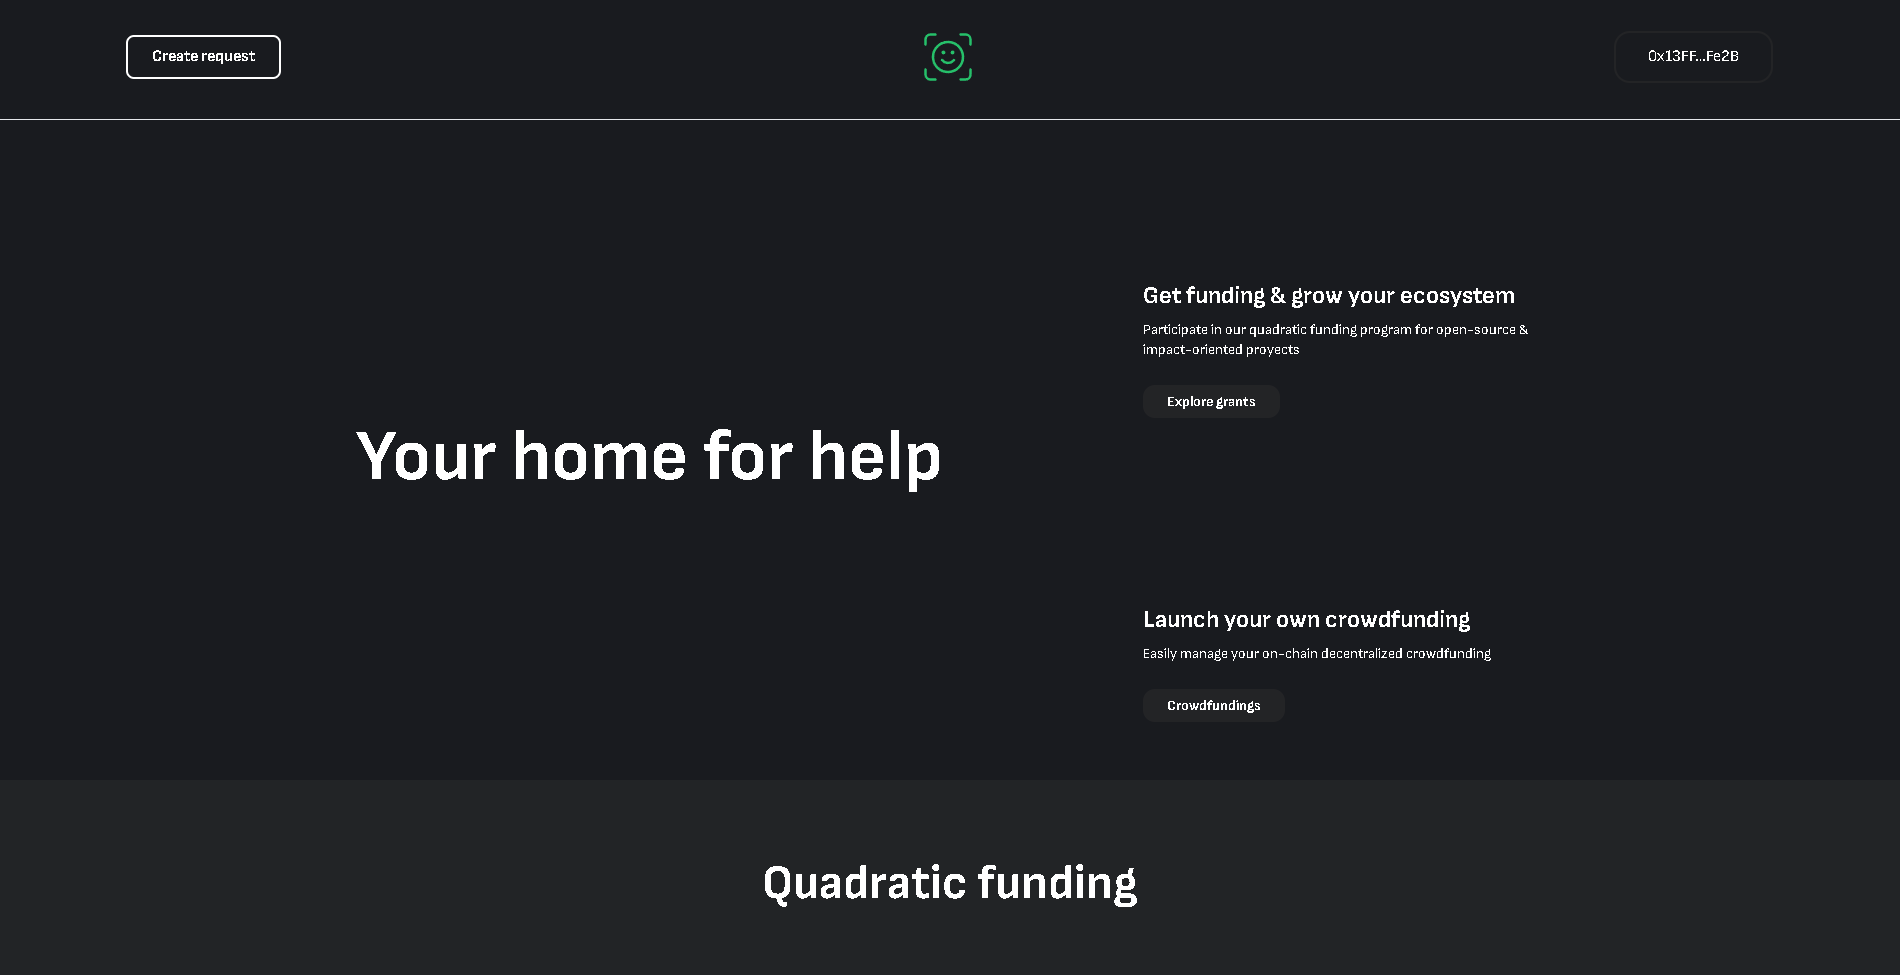 Create request
0x13FF...Fe2B
Get funding & grow your ecosystem
Participate in our quadratic funding program for open-source &
impact-oriented proyects
Explore grants
Your home for help
Launch your own crowdfunding
Easily manage your on-chain decentralized crowdfunding
Crowdfundings
Quadratic funding